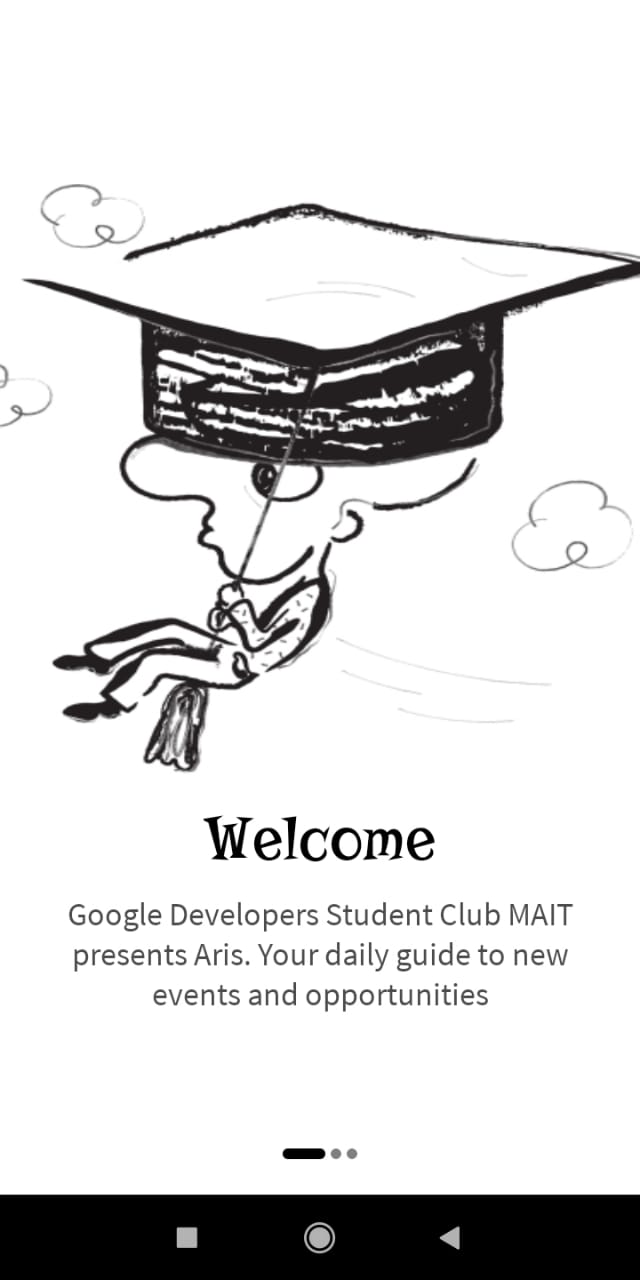 Welcome
Google Developers Student Club MAIT
presents Aris. Your daily guide to new
events and opportunities